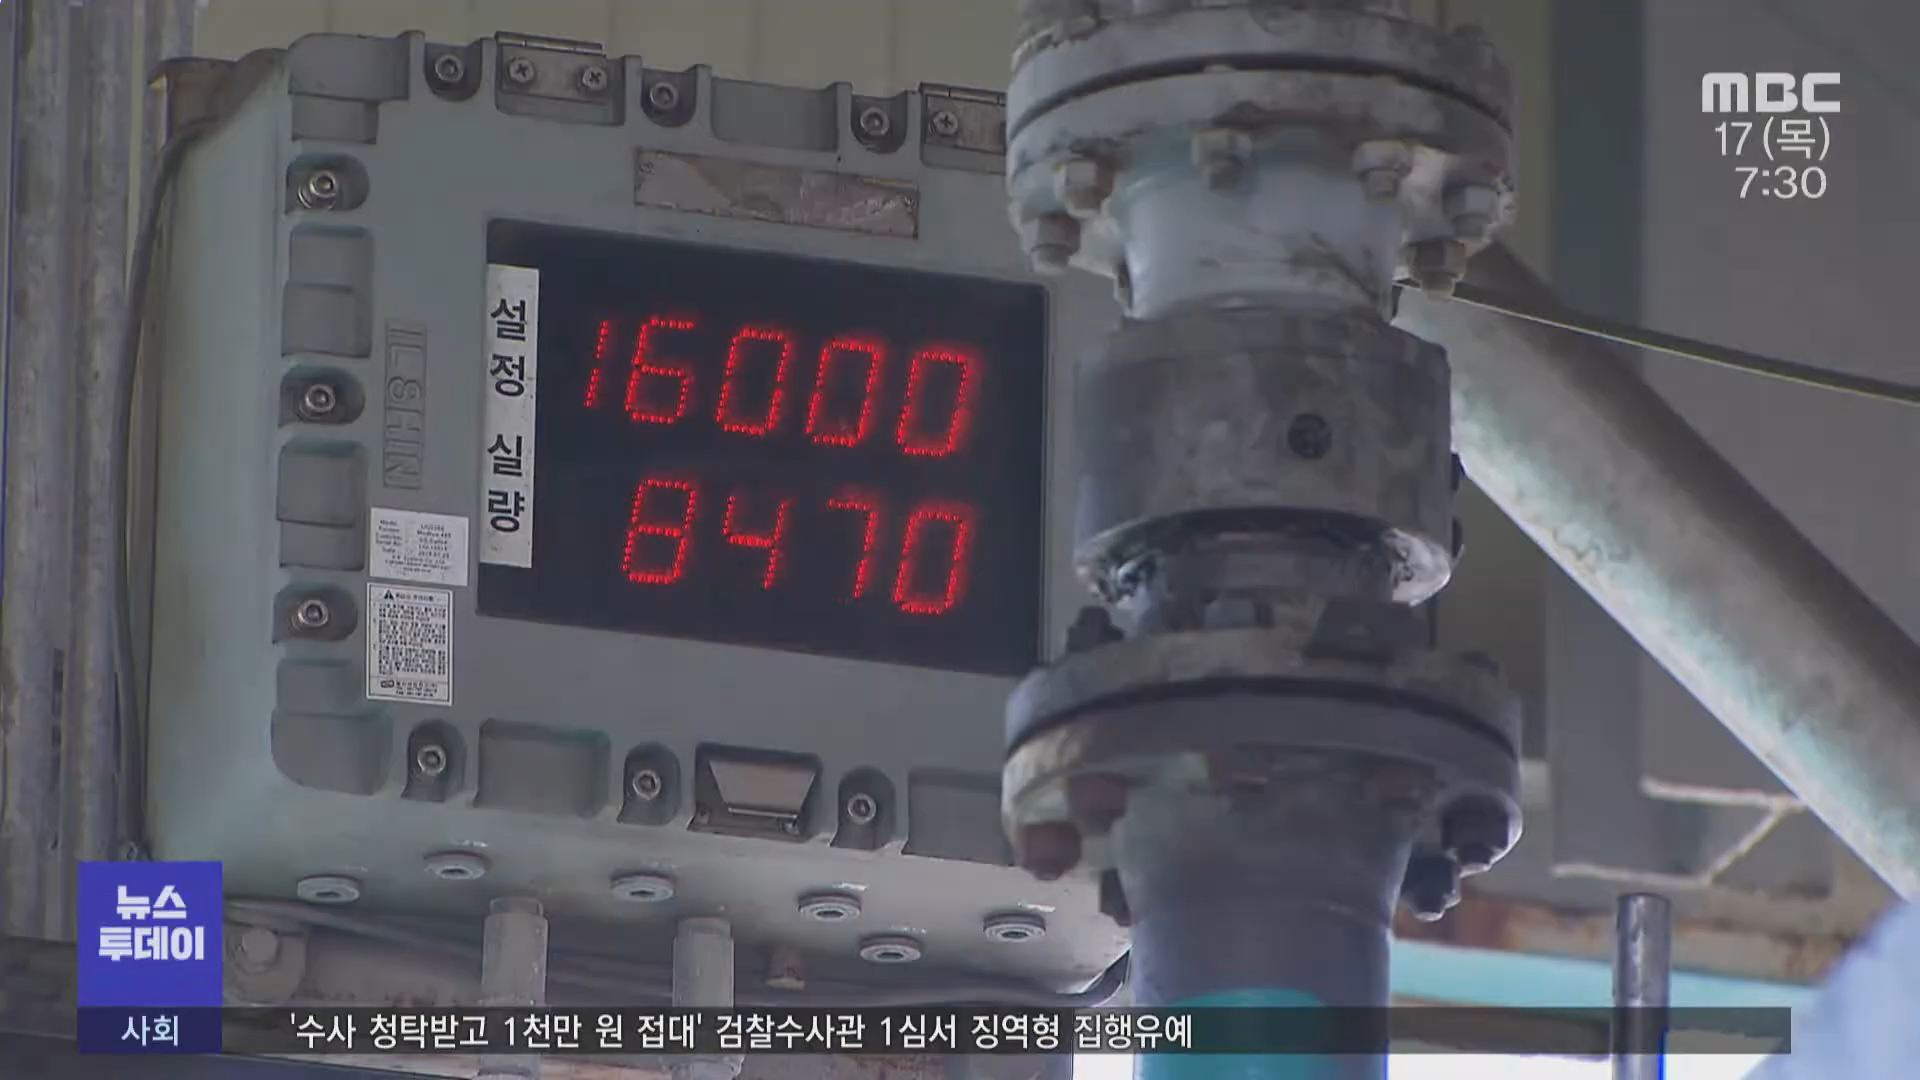 MBC
17 (목)
7:30
설정
16000
실량
8470
ILSHIN
뉴스
투데이
사회
'수사 청탁받고 1천만 원 접대' 검찰수사관 1심서 징역형 집행유예